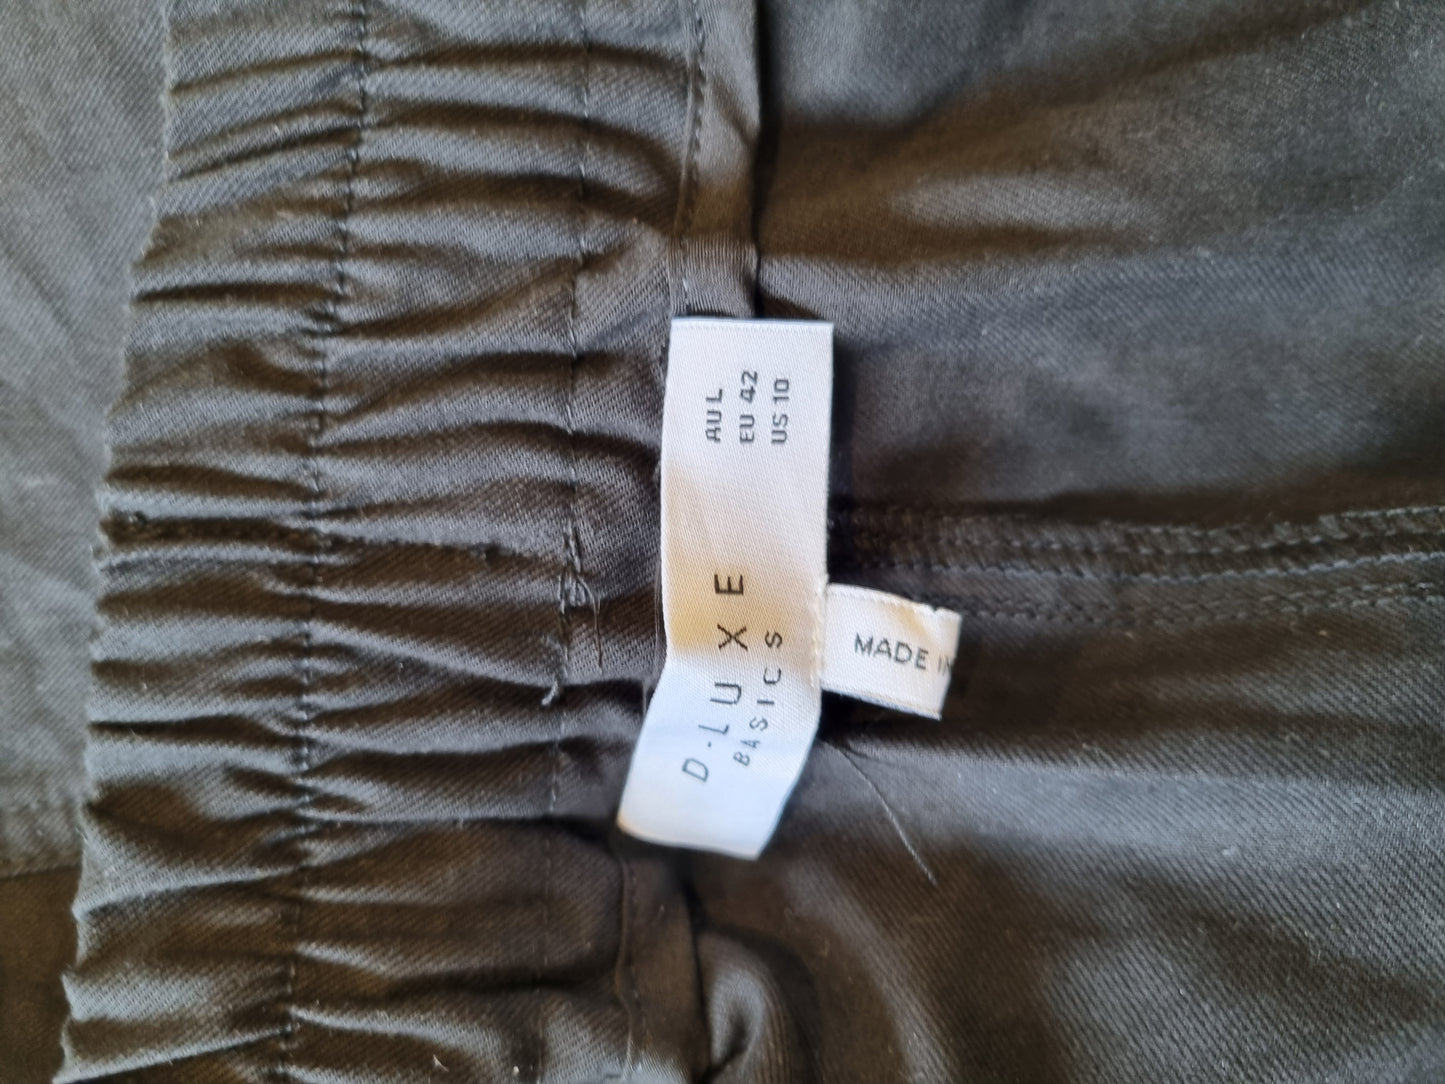 D-LUXE
BASICS
AU L
EU 42
US 10
MADE IN